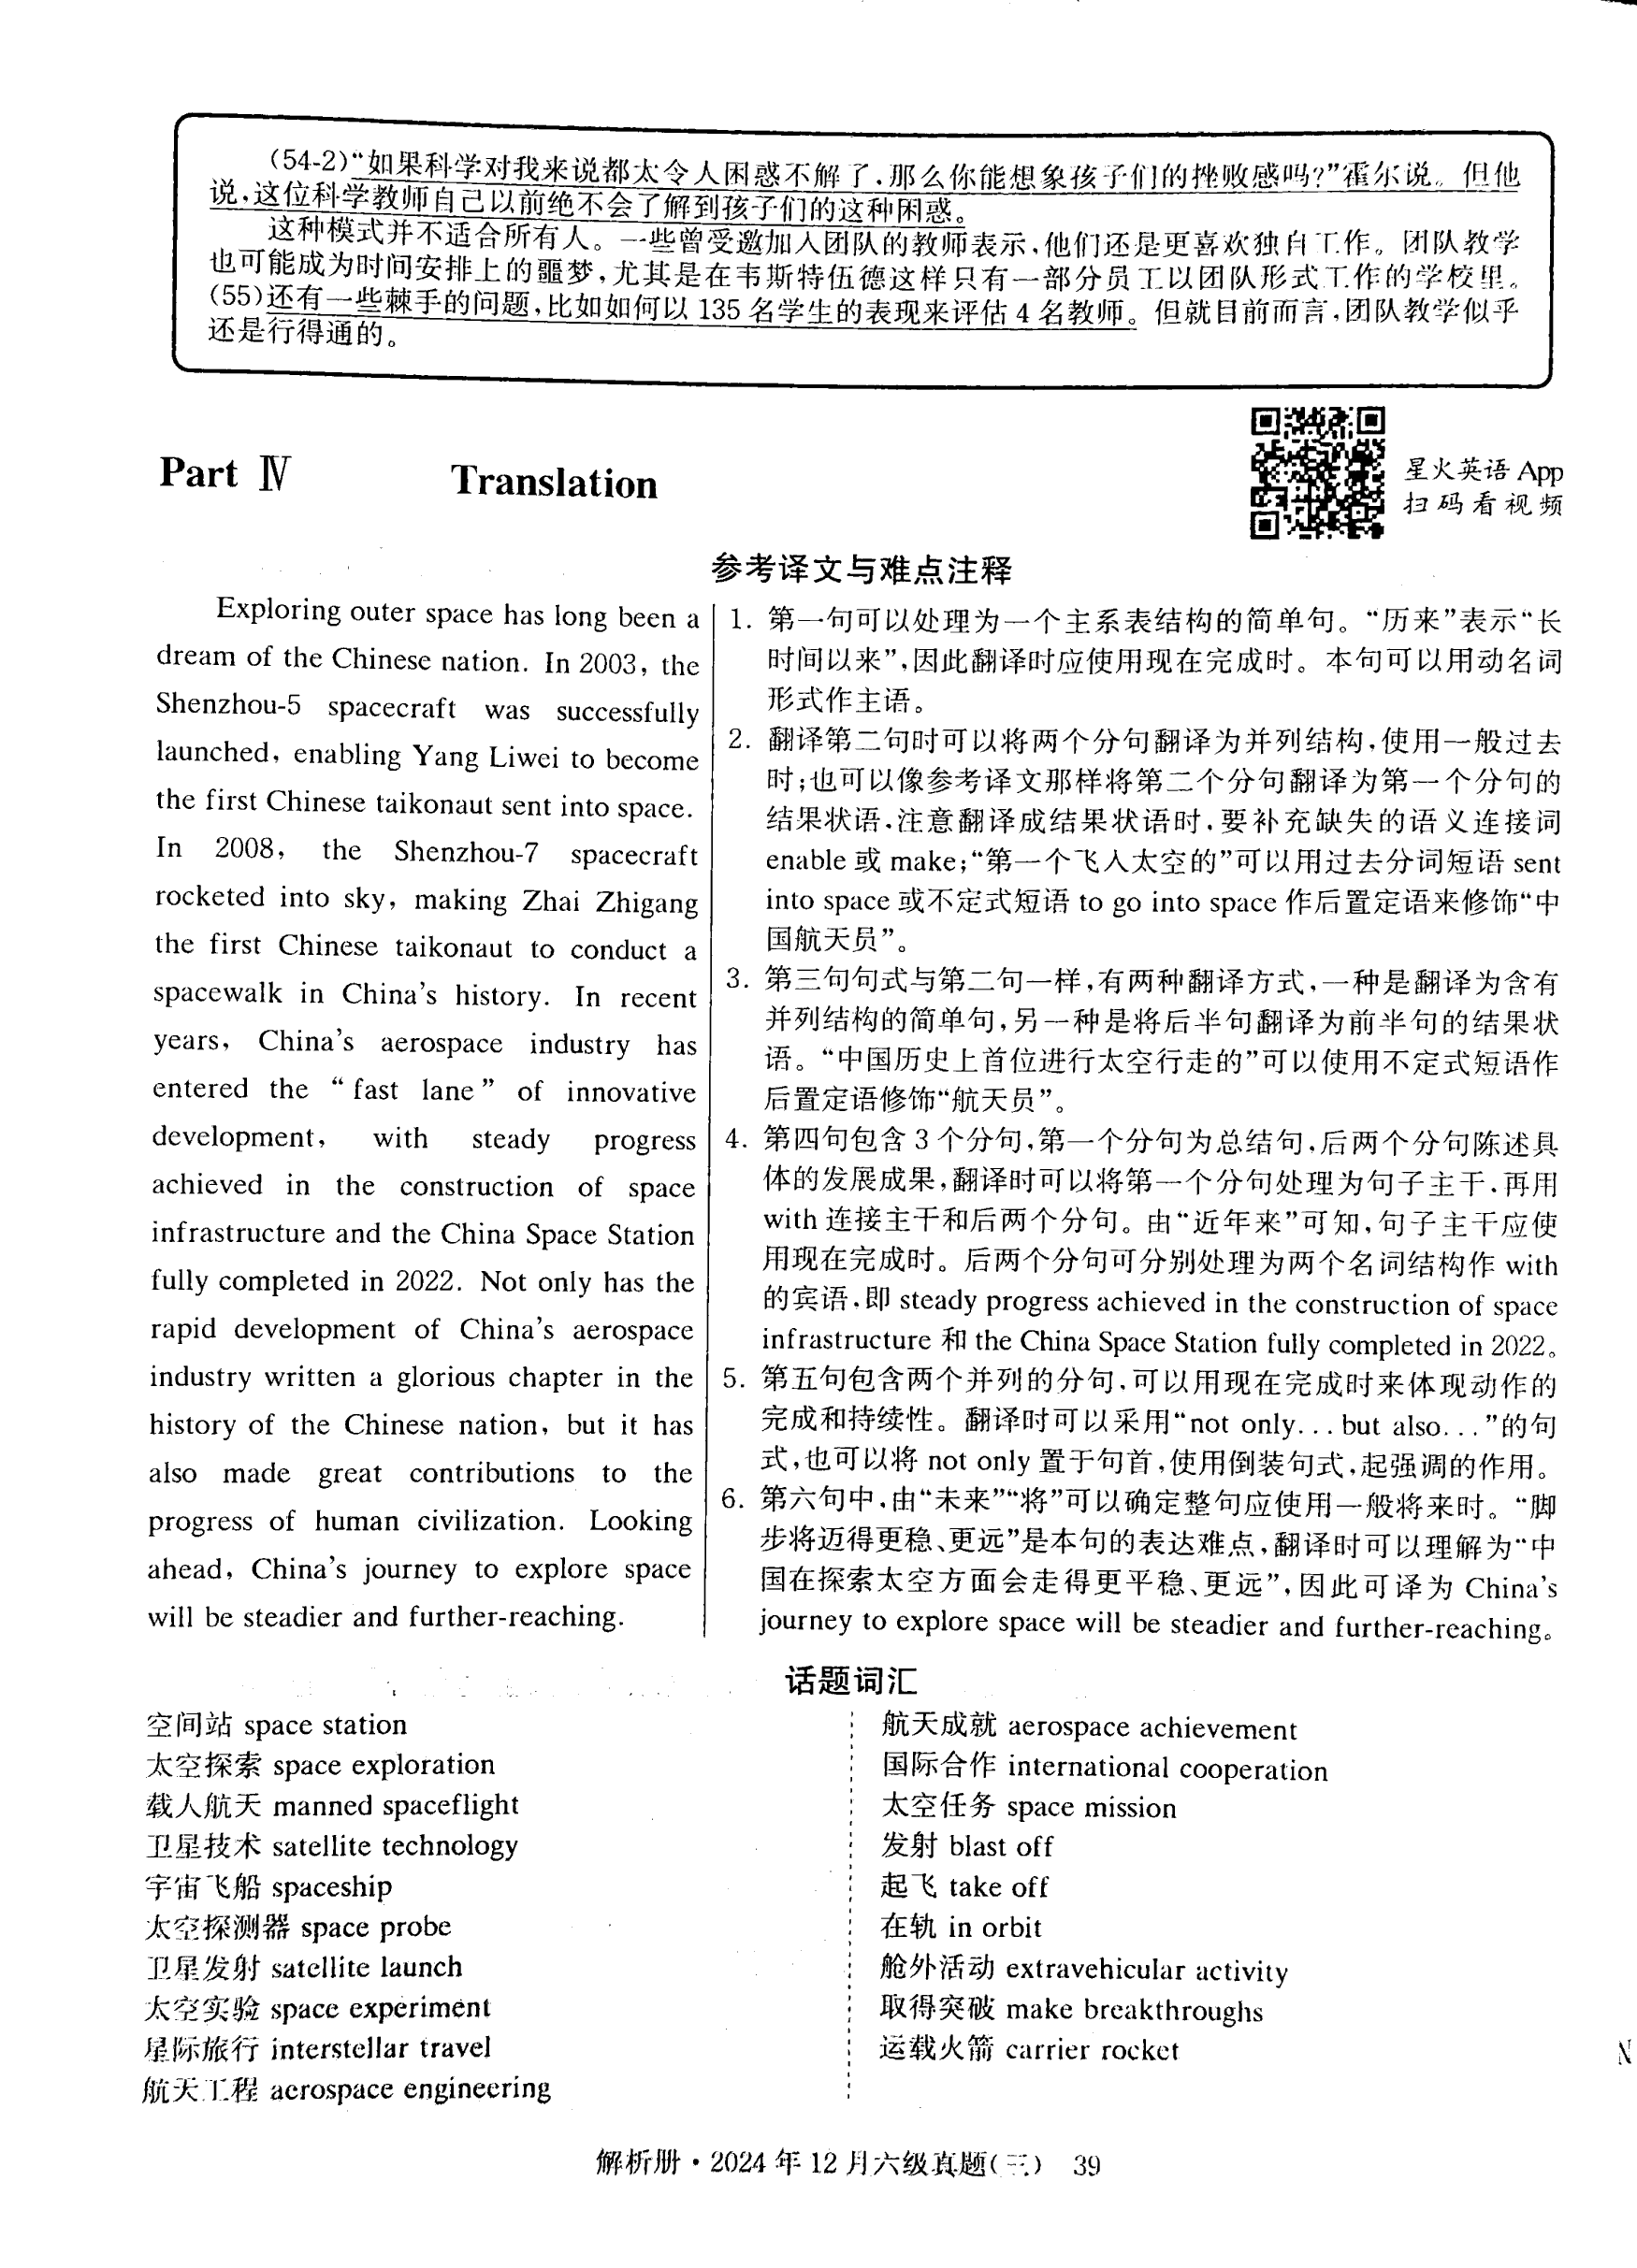 (54-2)“如果科学对我来说都太令人困惑不解了,那么你能想象孩子们的挫败感吗?”霍尔说。但他
说,这位科学教师自己以前绝不会了解到孩子们的这种困惑。
这种模式并不适合所有人。一些曾受邀加入团队的教师表示,他们还是更喜欢独自工作。团队教学
也可能成为时间安排上的噩梦,尤其是在韦斯特伍德这样只有一部分员工以团队形式工作的学校里。
(55)还有一些棘手的问题,比如如何以 135 名学生的表现来评估 4 名教师。但就目前而言,团队教学似乎
还是行得通的。
Part Ⅳ Translation
星火英语 App
扫码看视频
参考译文与难点注释
Exploring outer space has long been a
dream of the Chinese nation. In 2003, the
Shenzhou-5 spacecraft was successfully
launched, enabling Yang Liwei to become
the first Chinese taikonaut sent into space.
In 2008, the Shenzhou-7 spacecraft
rocketed into sky, making Zhai Zhigang
the first Chinese taikonaut to conduct a
spacewalk in China's history. In recent
years, China's aerospace industry has
entered the “fast lane” of innovative
development, with steady progress
achieved in the construction of space
infrastructure and the China Space Station
fully completed in 2022. Not only has the
rapid development of China's aerospace
industry written a glorious chapter in the
history of the Chinese nation, but it has
also made great contributions to the
progress of human civilization. Looking
ahead, China's journey to explore space
will be steadier and further-reaching.
1. 第一句可以处理为一个主系表结构的简单句。“历来”表示“长
时间以来”,因此翻译时应使用现在完成时。本句可以用动名词
形式作主语。
2. 翻译第二句时可以将两个分句翻译为并列结构,使用一般过去
时;也可以像参考译文那样将第二个分句翻译为第一个分句的
结果状语,注意翻译成结果状语时,要补充缺失的语义连接词
enable 或 make;“第一个飞入太空的”可以用过去分词短语 sent
into space 或不定式短语 to go into space 作后置定语来修饰“中
国航天员”。
3. 第三句句式与第二句一样,有两种翻译方式,一种是翻译为含有
并列结构的简单句,另一种是将后半句翻译为前半句的结果状
语。“中国历史上首位进行太空行走的”可以使用不定式短语作
后置定语修饰“航天员”。
4. 第四句包含 3 个分句,第一个分句为总结句,后两个分句陈述具
体的发展成果,翻译时可以将第一个分句处理为句子主干,再用
with 连接主干和后两个分句。由“近年来”可知,句子主干应使
用现在完成时。后两个分句可分别处理为两个名词结构作 with
的宾语,即 steady progress achieved in the construction of space
infrastructure 和 the China Space Station fully completed in 2022。
5. 第五句包含两个并列的分句,可以用现在完成时来体现动作的
完成和持续性。翻译时可以采用“not only... but also...”的句
式,也可以将 not only 置于句首,使用倒装句式,起强调的作用。
6. 第六句中,由“未来”“将”可以确定整句应使用一般将来时。“脚
步将迈得更稳、更远”是本句的表达难点,翻译时可以理解为“中
国在探索太空方面会走得更平稳、更远”,因此可译为 China's
journey to explore space will be steadier and further-reaching。
话题词汇
空间站 space station
太空探索 space exploration
载人航天 manned spaceflight
卫星技术 satellite technology
宇宙飞船 spaceship
太空探测器 space probe
卫星发射 satellite launch
太空实验 space experiment
星际旅行 interstellar travel
航天工程 aerospace engineering
航天成就 aerospace achievement
国际合作 international cooperation
太空任务 space mission
发射 blast off
起飞 take off
在轨 in orbit
舱外活动 extravehicular activity
取得突破 make breakthroughs
运载火箭 carrier rocket
N
解析册·2024 年 12 月六级真题(三) 39